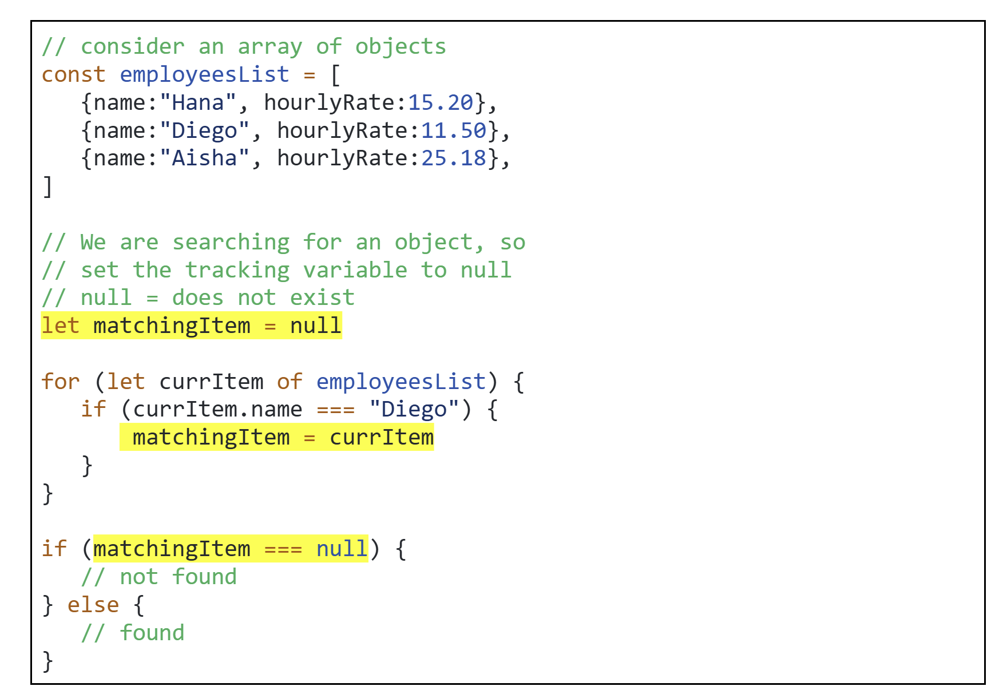 // consider an array of objects
const employeesList = [
   {name:"Hana", hourlyRate:15.20},
   {name:"Diego", hourlyRate:11.50},
   {name:"Aisha", hourlyRate:25.18},
]

// We are searching for an object, so
// set the tracking variable to null
// null = does not exist
let matchingItem = null

for (let currItem of employeesList) {
   if (currItem.name === "Diego") {
       matchingItem = currItem
   }
}

if (matchingItem === null) {
   // not found
} else {
   // found
}